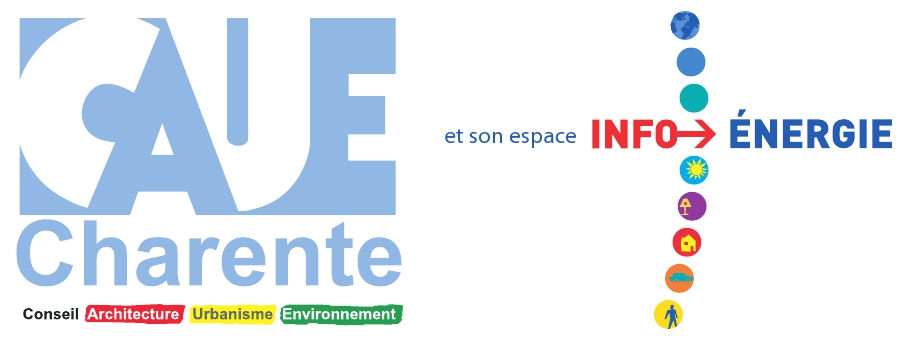 CAUE
Charente
Conseil Architecture Urbanisme Environnement
et son espace INFO→ ÉNERGIE